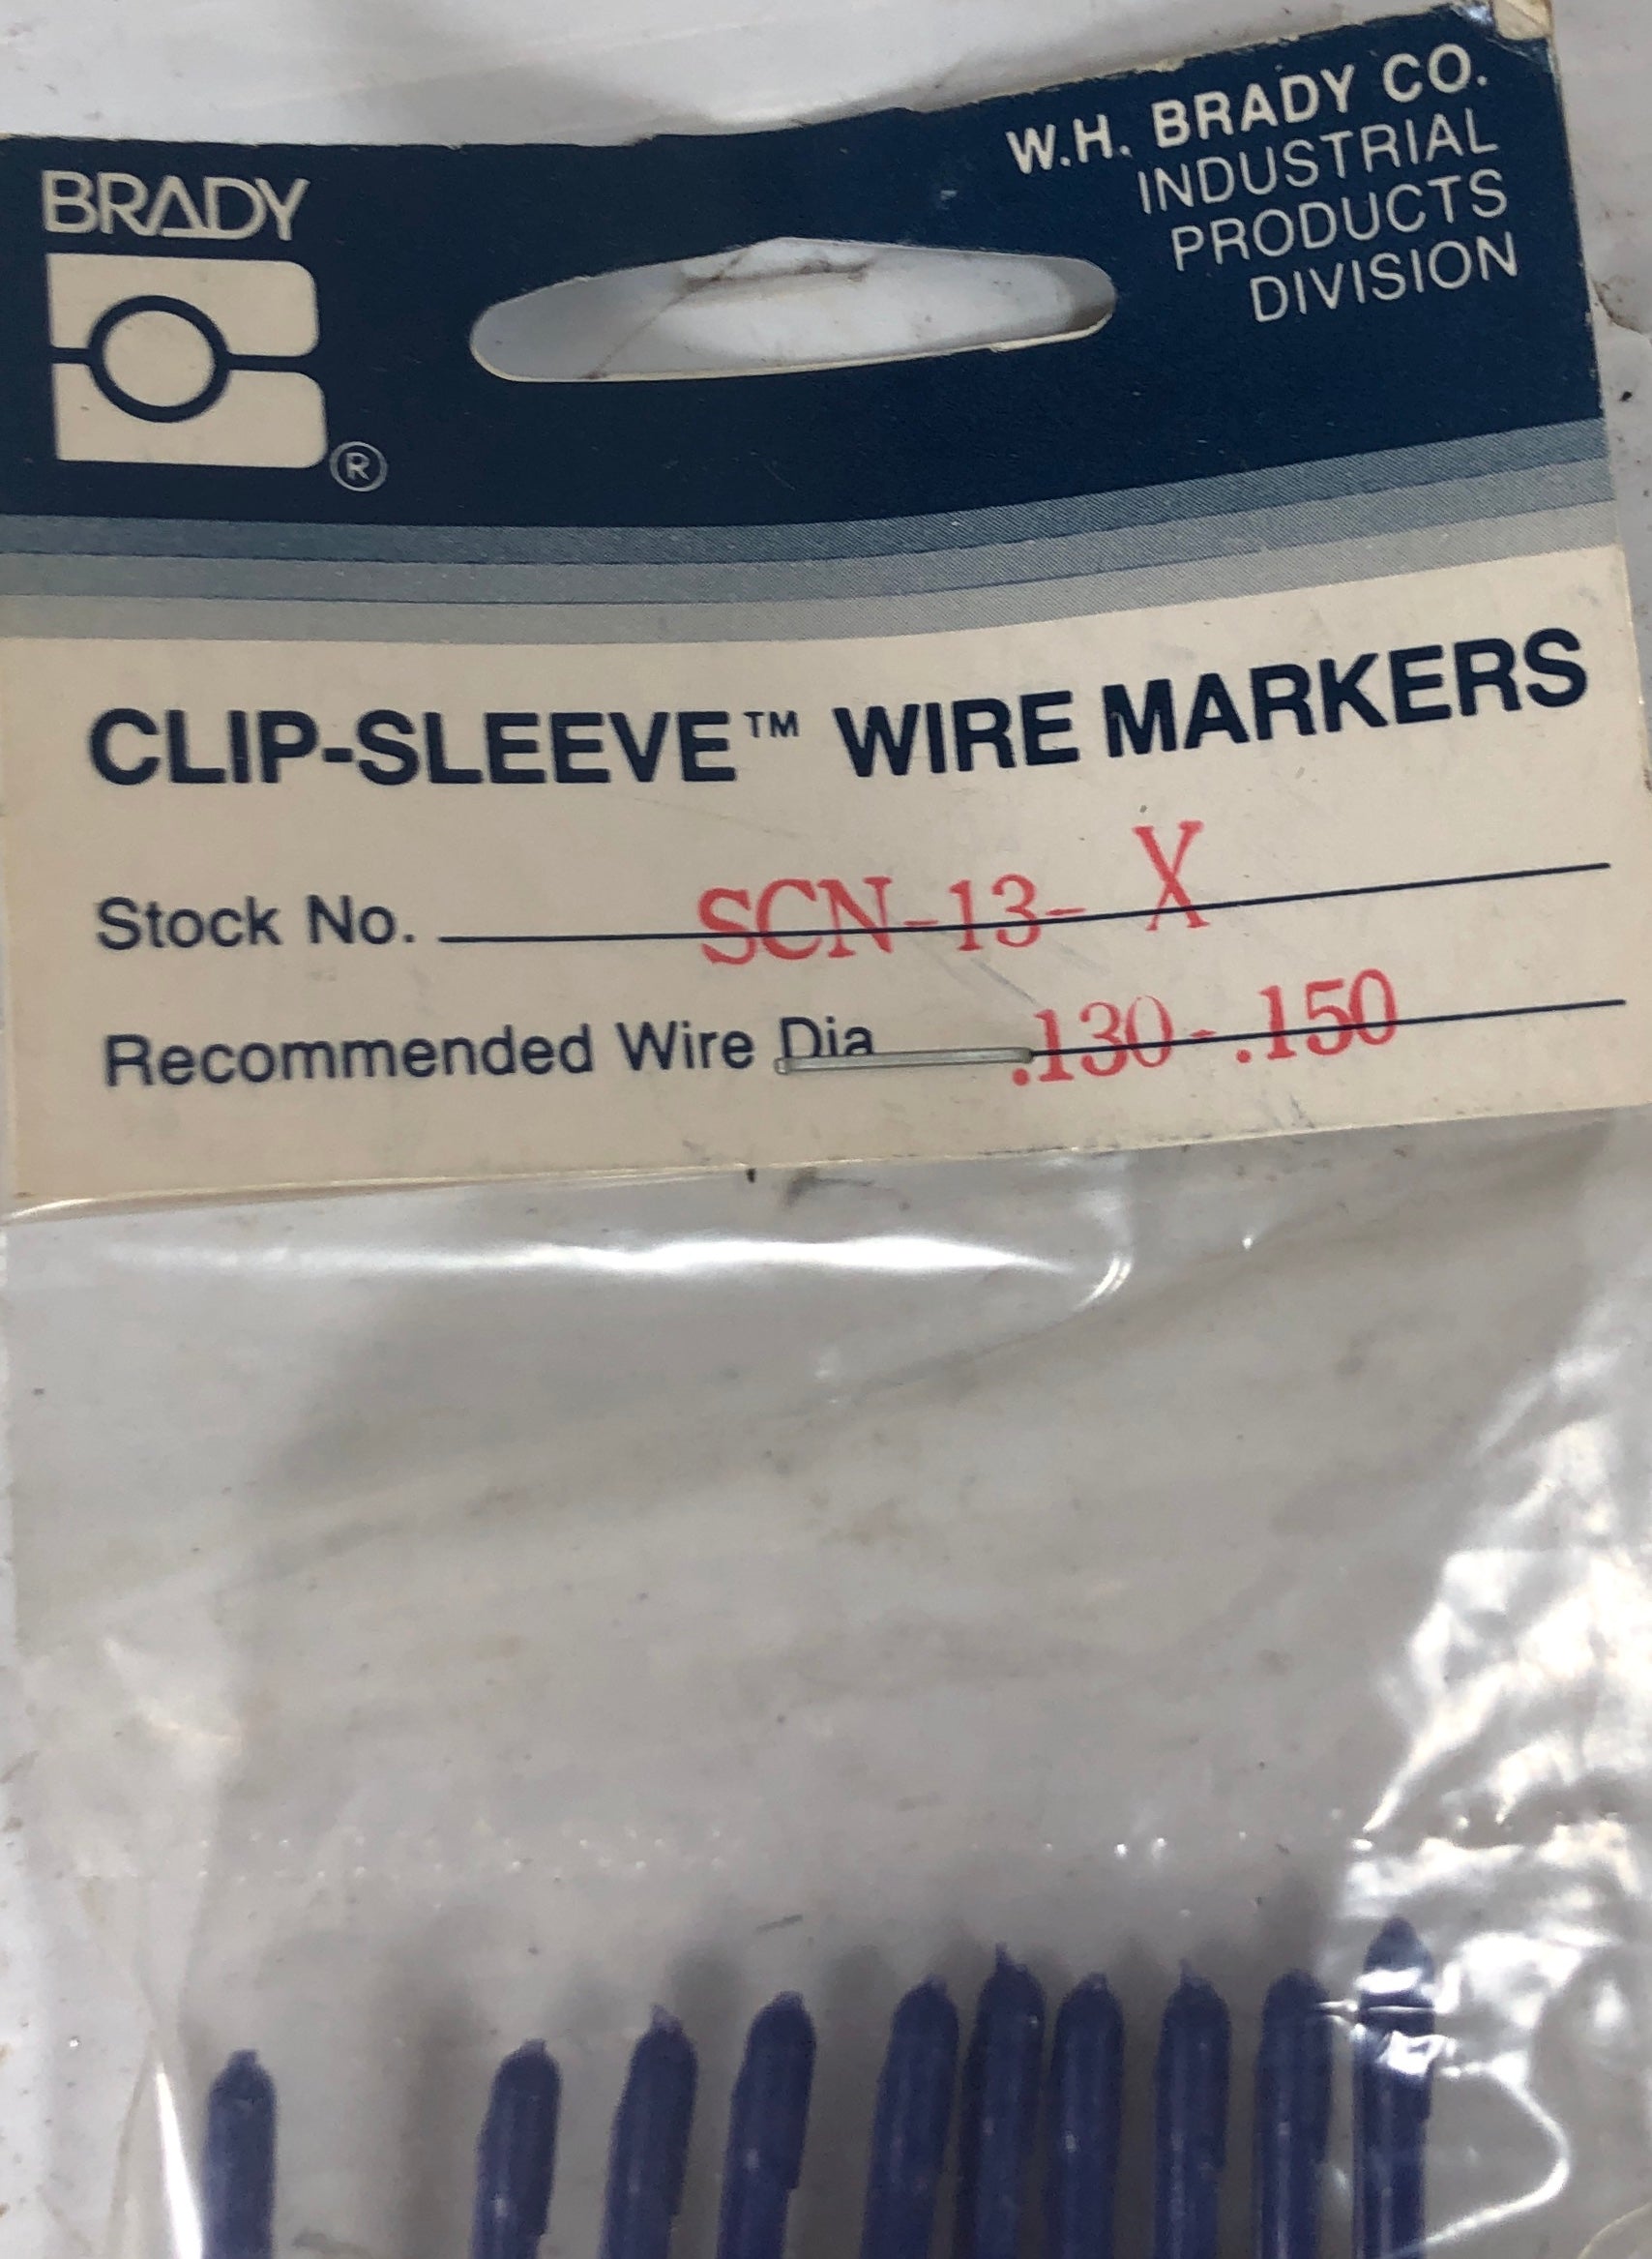 BRADY
®
W.H. BRADY CO.
INDUSTRIAL
PRODUCTS
DIVISION
CLIP-SLEEVE™ WIRE MARKERS
Stock No. SCN-13-X
Recommended Wire Dia .130-.150